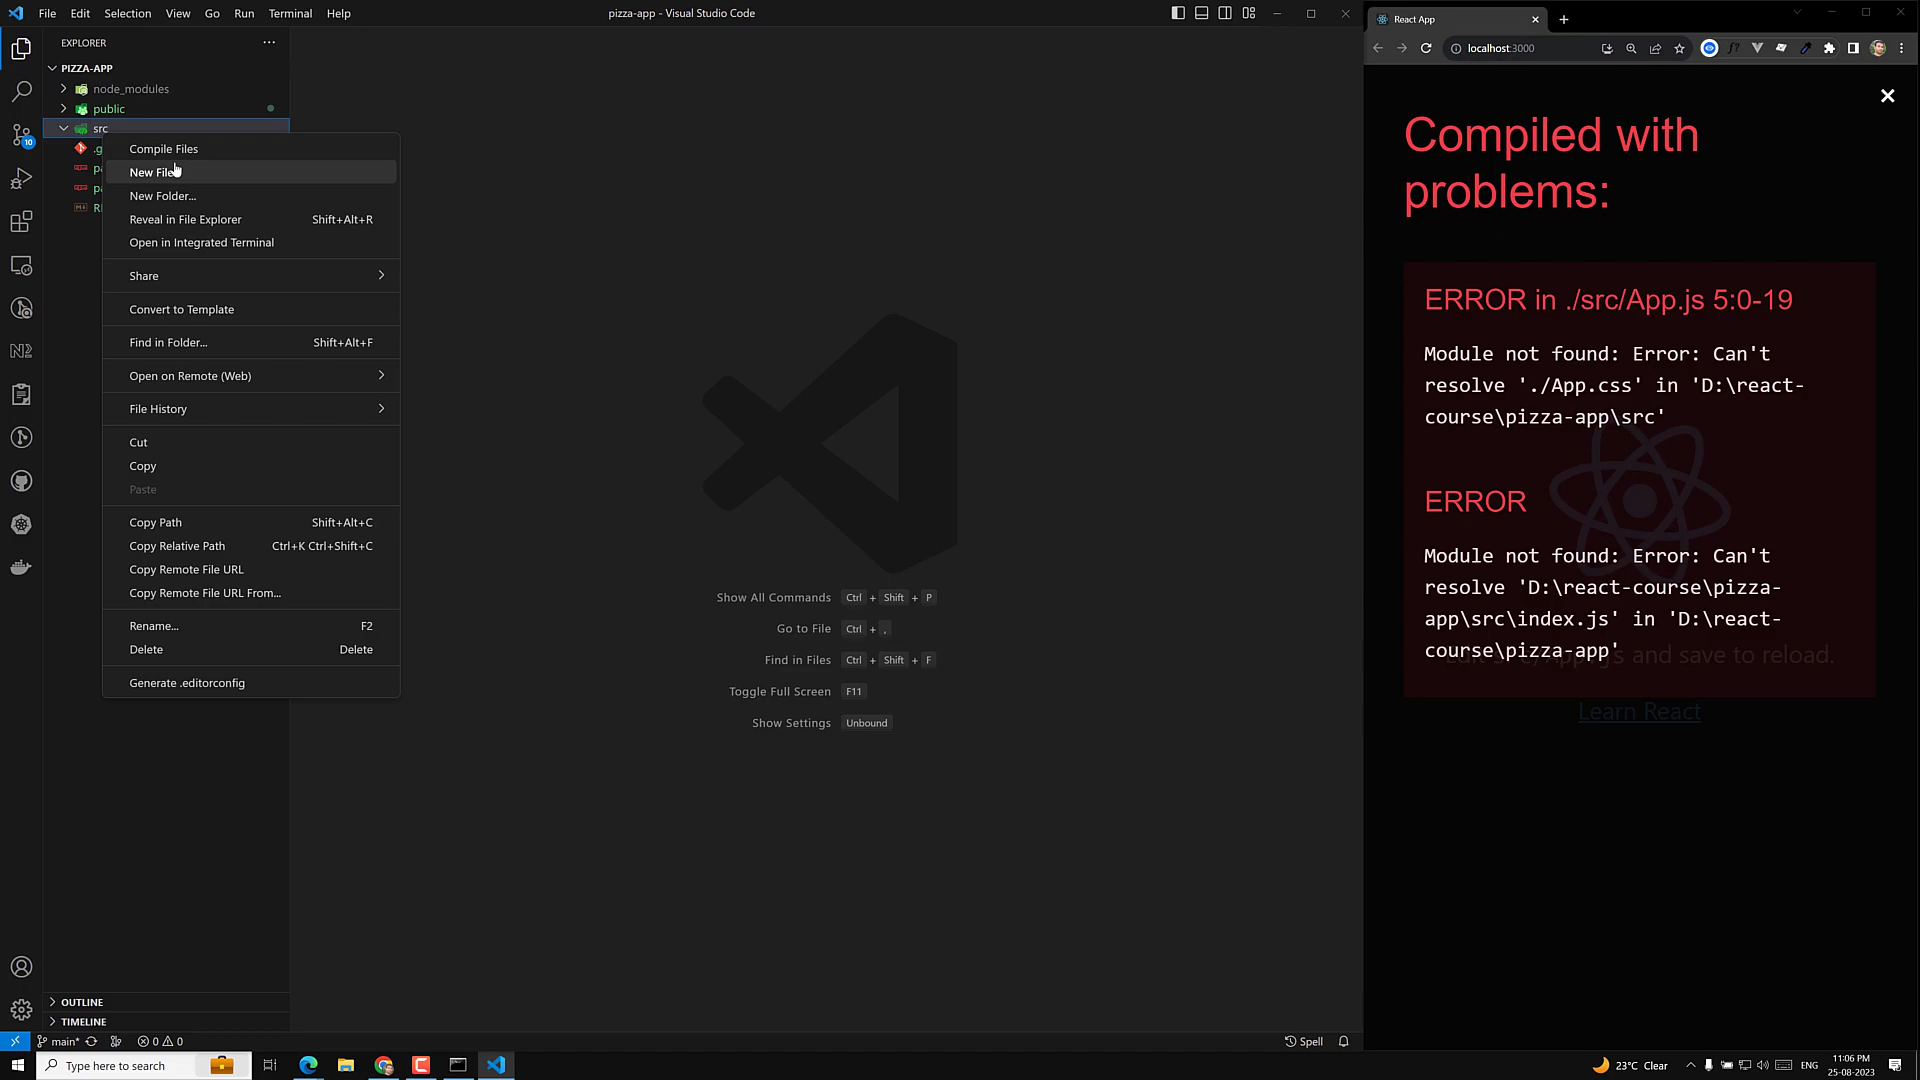 File Edit Selection View Go Run Terminal Help
pizza-app - Visual Studio Code
EXPLORER
PIZZA-APP
node_modules
public
src
Compile Files
New File
New Folder...
Reveal in File Explorer Shift+Alt+R
Open in Integrated Terminal
Share
Convert to Template
Find in Folder... Shift+Alt+F
Open on Remote (Web)
File History
Cut
Copy
Paste
Copy Path Shift+Alt+C
Copy Relative Path Ctrl+K Ctrl+Shift+C
Copy Remote File URL
Copy Remote File URL From...
Rename... F2
Delete Delete
Generate .editorconfig
Show All Commands Ctrl + Shift + P
Go to File Ctrl + ,
Find in Files Ctrl + Shift + F
Toggle Full Screen F11
Show Settings Unbound
OUTLINE
TIMELINE
main* 0 0
Spell
React App
localhost:3000
Compiled with
problems:
ERROR in ./src/App.js 5:0-19
Module not found: Error: Can't
resolve './App.css' in 'D:\react-
course\pizza-app\src'
ERROR
Module not found: Error: Can't
resolve 'D:\react-course\pizza-
app\src\index.js' in 'D:\react-
course\pizza-app'
and save to reload.
Learn React
Type here to search
23°C Clear
ENG
11:06 PM
25-08-2023
10